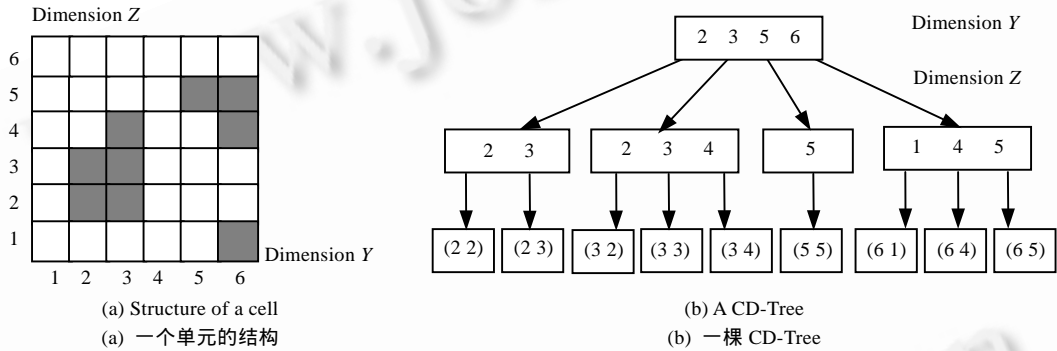 Dimension Z
6
5
4
3
2
1
Dimension Y
1 2 3 4 5 6
(a) Structure of a cell
(a) 一个单元的结构
Dimension Y
2 3 5 6
Dimension Z
2 3
2 3 4
5
1 4 5
(2 2)
(2 3)
(3 2)
(3 3)
(3 4)
(5 5)
(6 1)
(6 4)
(6 5)
(b) A CD-Tree
(b) 一棵 CD-Tree